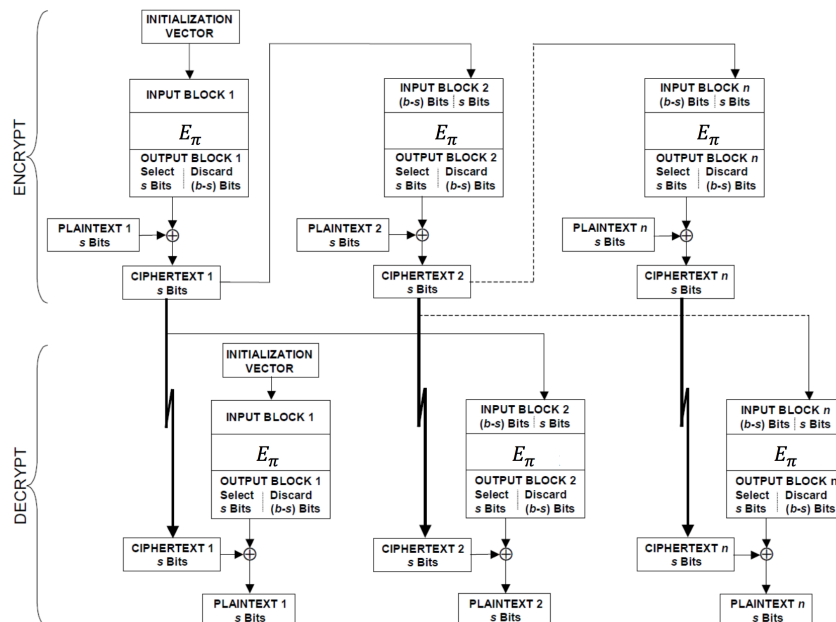 ENCRYPT
INITIALIZATION
VECTOR
INPUT BLOCK 1
E_π
OUTPUT BLOCK 1
Select Discard
s Bits (b-s) Bits
PLAINTEXT 1
s Bits
CIPHERTEXT 1
s Bits
INPUT BLOCK 2
(b-s) Bits s Bits
E_π
OUTPUT BLOCK 2
Select Discard
s Bits (b-s) Bits
PLAINTEXT 2
s Bits
CIPHERTEXT 2
s Bits
INPUT BLOCK n
(b-s) Bits s Bits
E_π
OUTPUT BLOCK n
Select Discard
s Bits (b-s) Bits
PLAINTEXT n
s Bits
CIPHERTEXT n
s Bits
DECRYPT
INITIALIZATION
VECTOR
INPUT BLOCK 1
E_π
OUTPUT BLOCK 1
Select Discard
s Bits (b-s) Bits
CIPHERTEXT 1
s Bits
PLAINTEXT 1
s Bits
INPUT BLOCK 2
(b-s) Bits s Bits
E_π
OUTPUT BLOCK 2
Select Discard
s Bits (b-s) Bits
CIPHERTEXT 2
s Bits
PLAINTEXT 2
s Bits
INPUT BLOCK n
(b-s) Bits s Bits
E_π
OUTPUT BLOCK n
Select Discard
s Bits (b-s) Bits
CIPHERTEXT n
s Bits
PLAINTEXT n
s Bits